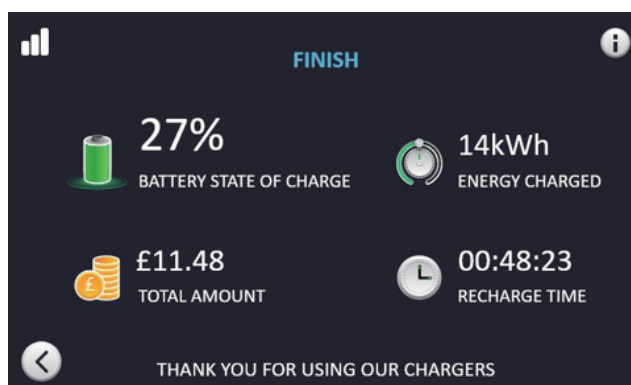 FINISH
27%
BATTERY STATE OF CHARGE
14kWh
ENERGY CHARGED
£11.48
TOTAL AMOUNT
00:48:23
RECHARGE TIME
THANK YOU FOR USING OUR CHARGERS